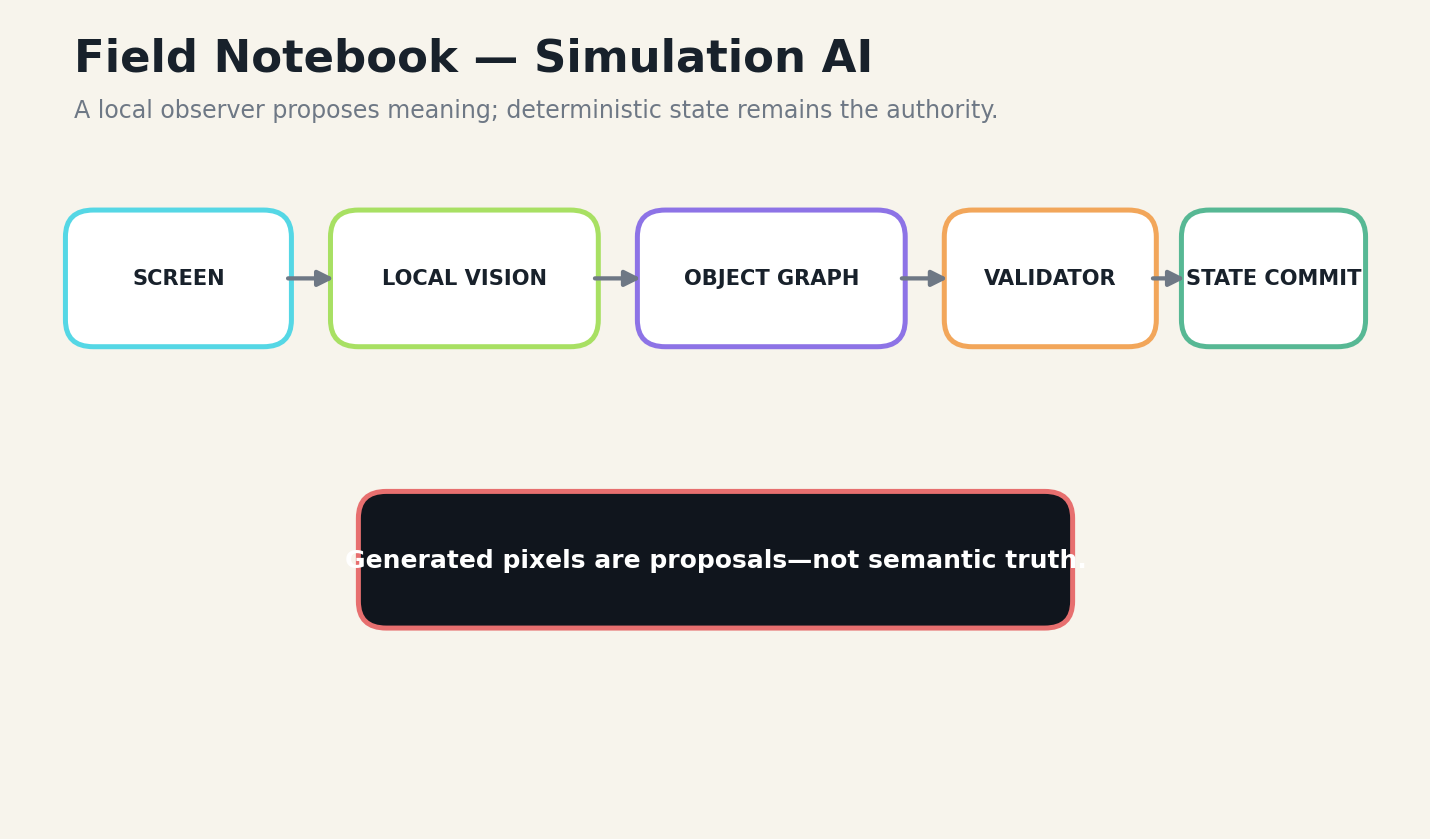 Field Notebook — Simulation AI
A local observer proposes meaning; deterministic state remains the authority.
SCREEN
LOCAL VISION
OBJECT GRAPH
VALIDATOR
STATE COMMIT
Generated pixels are proposals—not semantic truth.